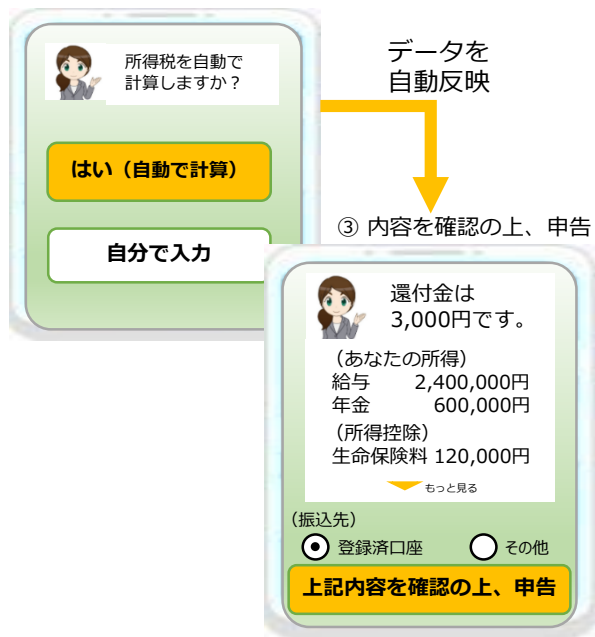 所得税を自動で
計算しますか？
はい（自動で計算）
自分で入力
データを
自動反映
③ 内容を確認の上、申告
還付金は
3,000円です。
（あなたの所得）
給与 2,400,000円
年金 600,000円
（所得控除）
生命保険料 120,000円
もっと見る
（振込先）
登録済口座 その他
上記内容を確認の上、申告